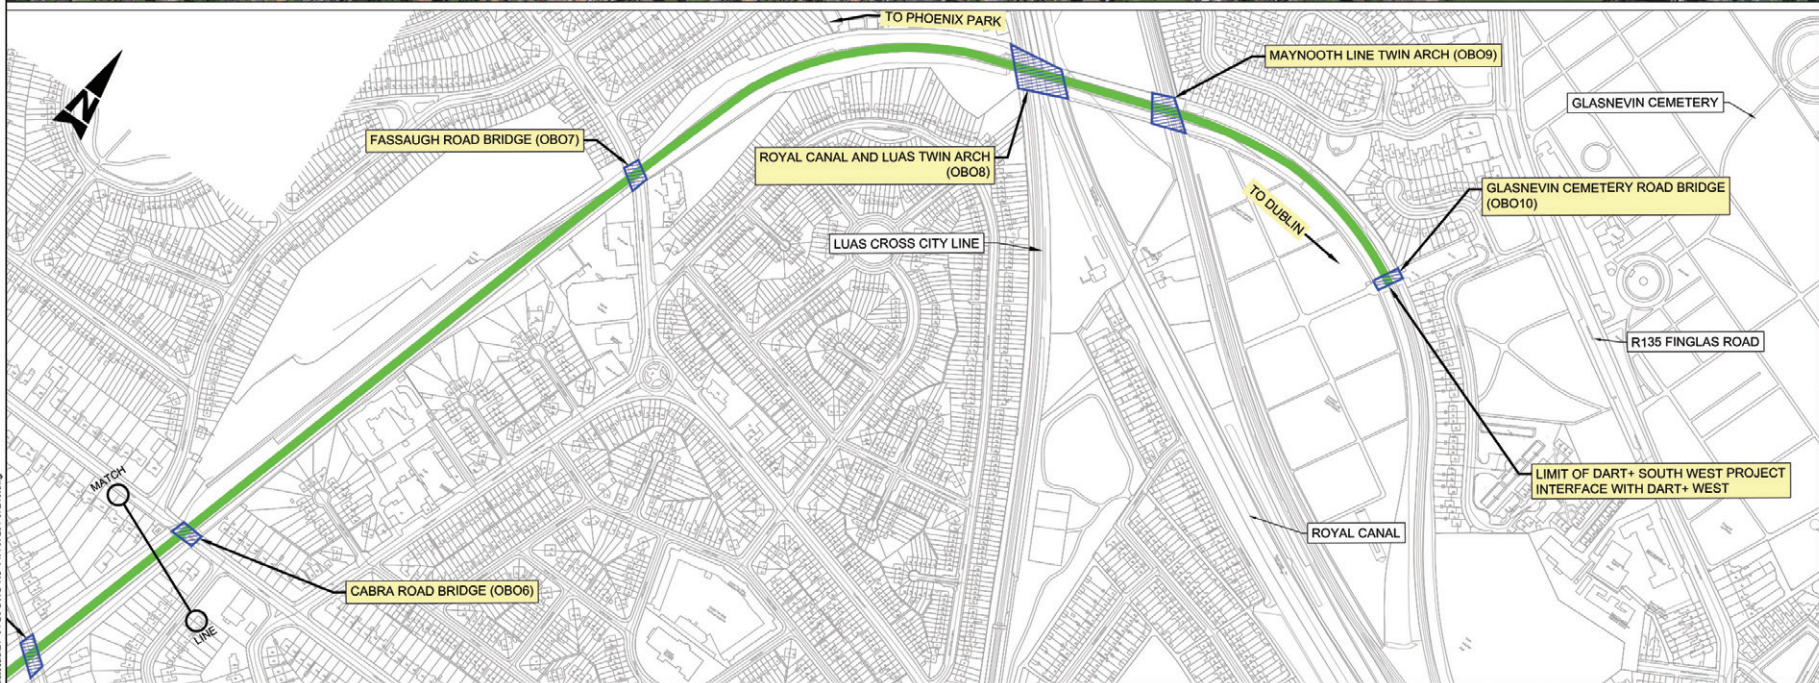 TO PHOENIX PARK
MAYNOOTH LINE TWIN ARCH (OBO9)
GLASNEVIN CEMETERY
N
FASSAUGH ROAD BRIDGE (OBO7)
ROYAL CANAL AND LUAS TWIN ARCH
(OBO8)
GLASNEVIN CEMETERY ROAD BRIDGE
(OBO10)
TO DUBLIN
LUAS CROSS CITY LINE
R135 FINGLAS ROAD
LIMIT OF DART+ SOUTH WEST PROJECT
INTERFACE WITH DART+ WEST
MATCH
LINE
ROYAL CANAL
CABRA ROAD BRIDGE (OBO6)